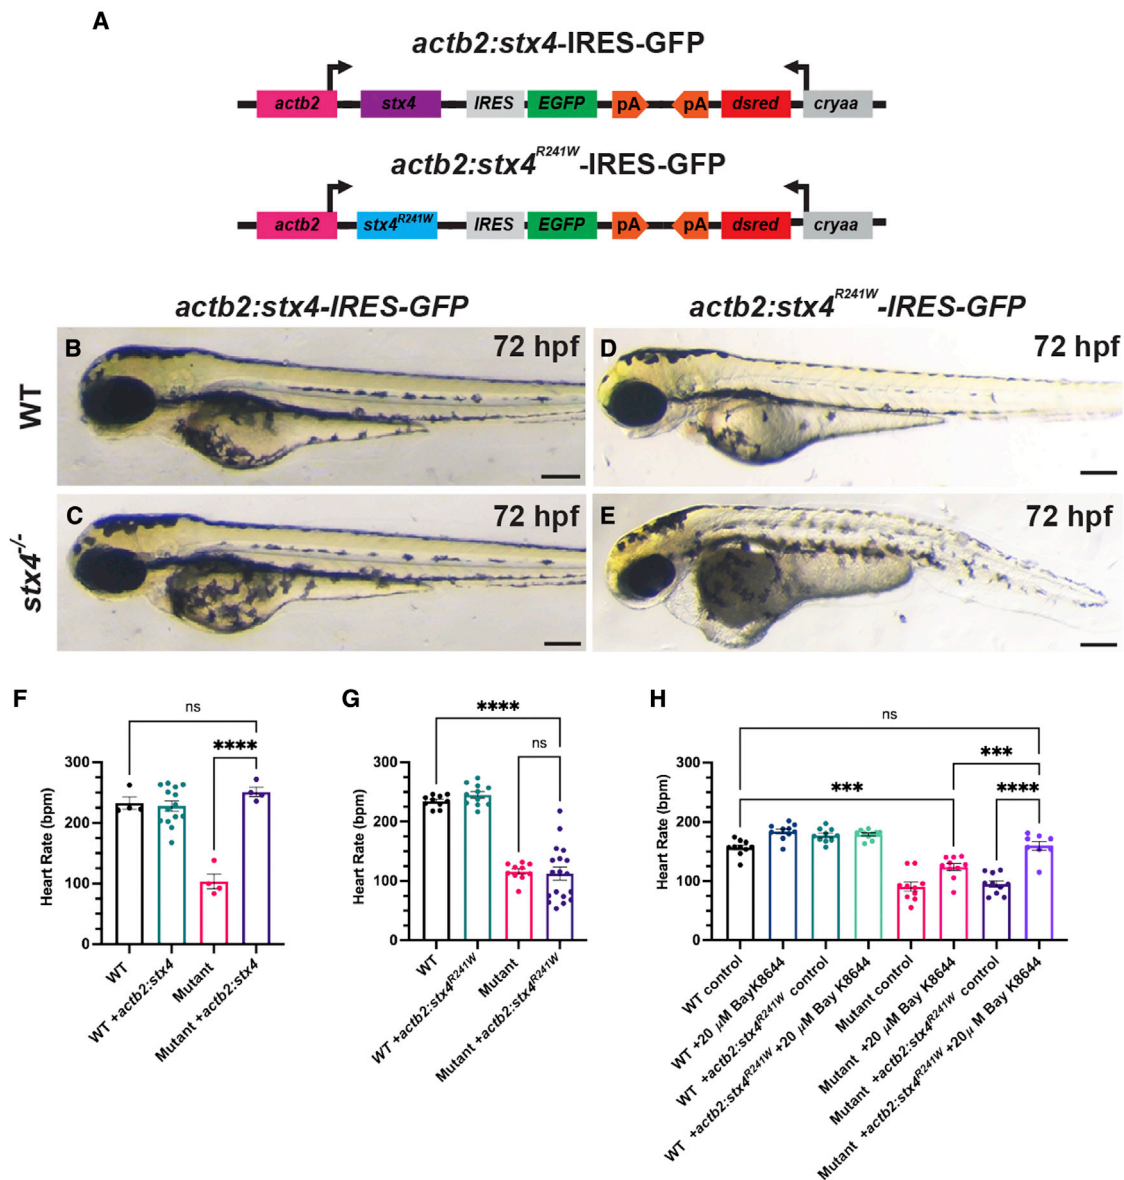 A
actb2:stx4-IRES-GFP
actb2 stx4 IRES EGFP pA pA dsred cryaa
actb2:stx4R241W-IRES-GFP
actb2 stx4R241W IRES EGFP pA pA dsred cryaa
actb2:stx4-IRES-GFP
actb2:stx4R241W-IRES-GFP
WT
B 72 hpf
D 72 hpf
stx4-/-
C 72 hpf
E 72 hpf
F
ns
****
Heart Rate (bpm)
300
200
100
0
WT
WT +actb2:stx4
Mutant
Mutant +actb2:stx4
G
****
ns
Heart Rate (bpm)
300
200
100
0
WT
WT +actb2:stx4R241W
Mutant
Mutant +actb2:stx4R241W
H
ns
***
***
****
Heart Rate (bpm)
300
200
100
0
WT control
WT +20 µM BayK8644
WT +actb2:stx4R241W control
WT +actb2:stx4R241W +20 µM Bay K8644
Mutant control
Mutant +20 µM Bay K8644
Mutant +actb2:stx4R241W control
Mutant +actb2:stx4R241W +20µ M Bay K8644